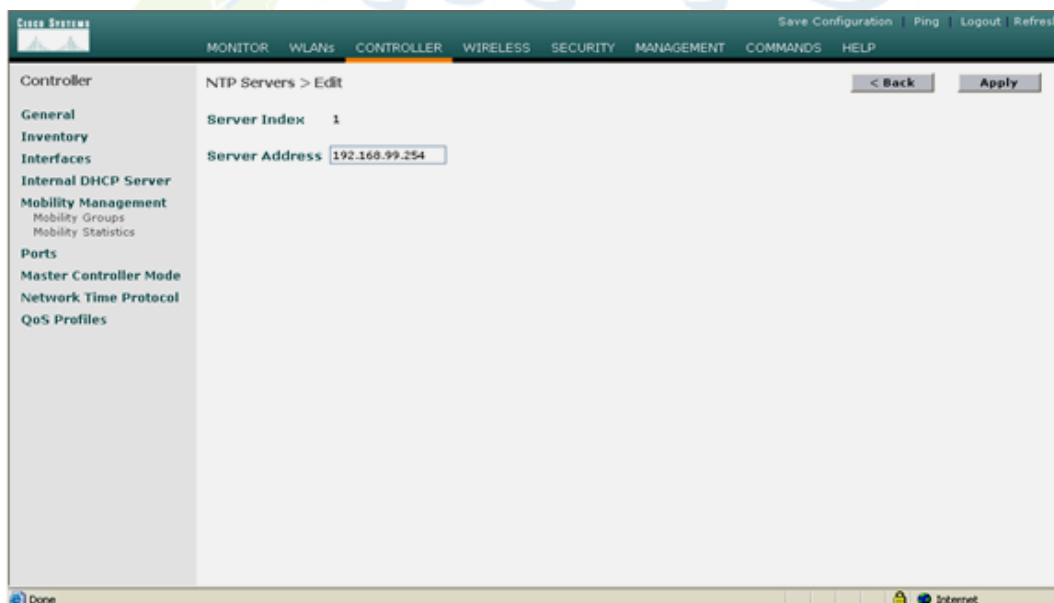 CISCO SYSTEMS
Save Configuration | Ping | Logout | Refresh
MONITOR WLANs CONTROLLER WIRELESS SECURITY MANAGEMENT COMMANDS HELP
Controller
General
Inventory
Interfaces
Internal DHCP Server
Mobility Management
Mobility Groups
Mobility Statistics
Ports
Master Controller Mode
Network Time Protocol
QoS Profiles
NTP Servers > Edit
< Back
Apply
Server Index 1
Server Address 192.168.99.254
Done
Internet